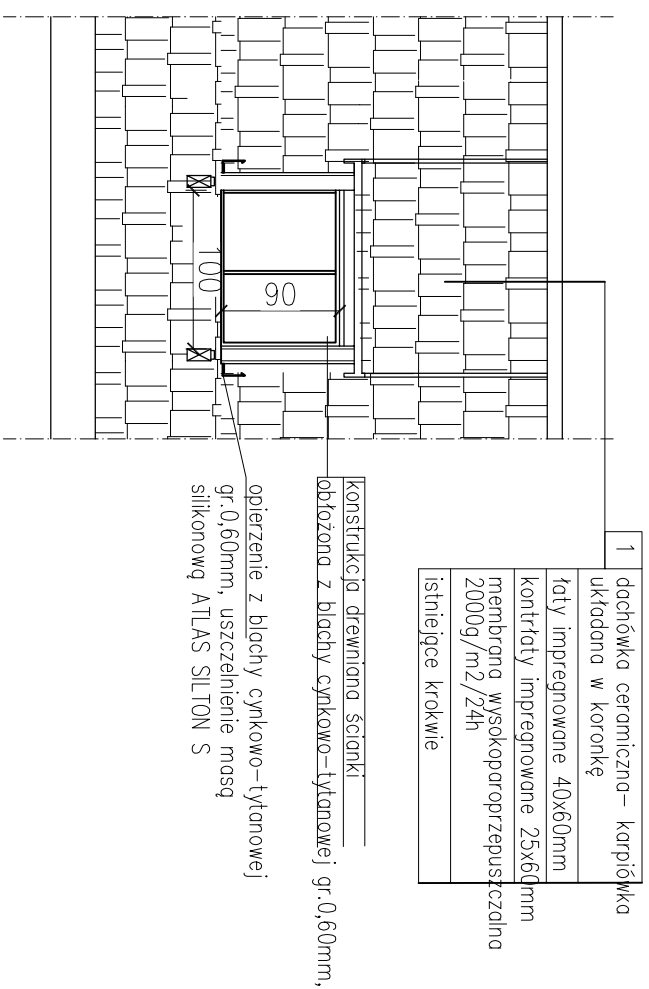 1
dachówka ceramiczna- karpiówka
układana w koronkę
łaty impregnowane 40x60mm
kontrłaty impregnowane 25x60mm
membrana wysokoparoprzepuszczalna
2000g/m2/24h
istniejące krokwie
konstrukcja drewniana ścianki
obłożona z blachy cynkowo-tytanowej gr.0,60mm,
opierzenie z blachy cynkowo-tytanowej
gr.0,60mm, uszczelnienie masą
silikonową ATLAS SILTON S
90
100